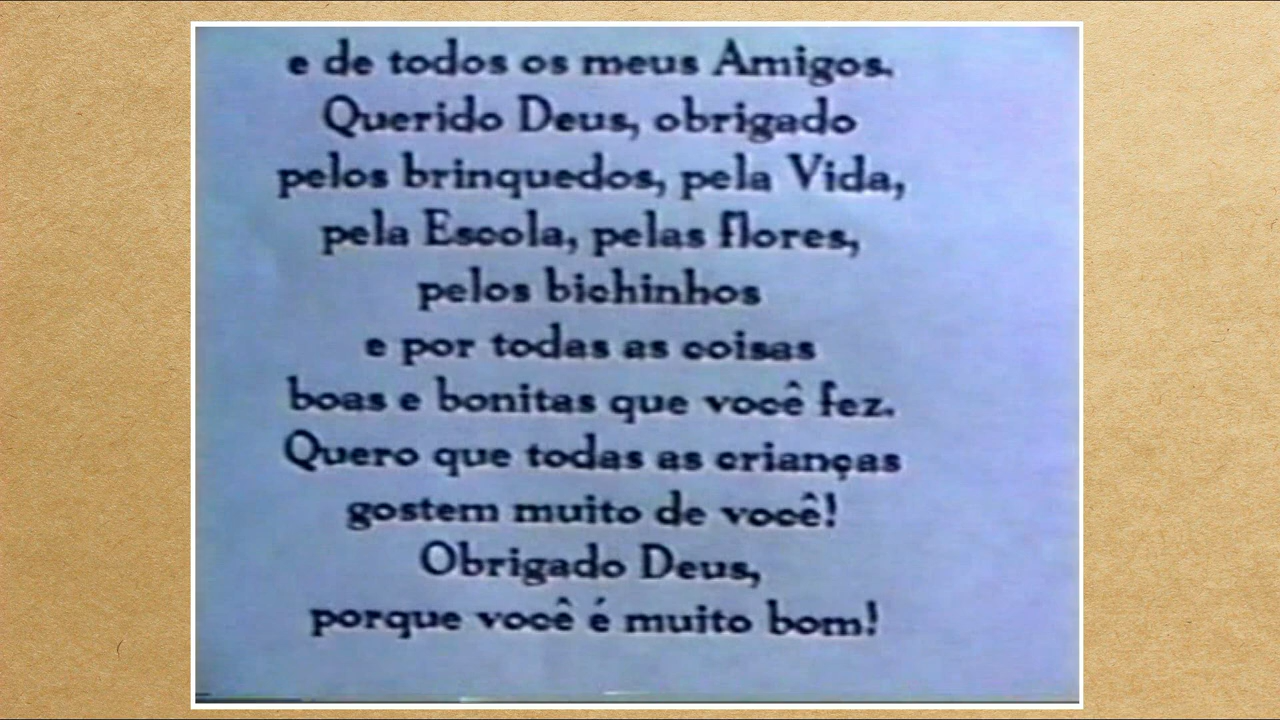 e de todos os meus Amigos.
Querido Deus, obrigado
pelos brinquedos, pela Vida,
pela Escola, pelas flores,
pelos bichinhos
e por todas as coisas
boas e bonitas que você fez.
Quero que todas as crianças
gostem muito de você!
Obrigado Deus,
porque você é muito bom!